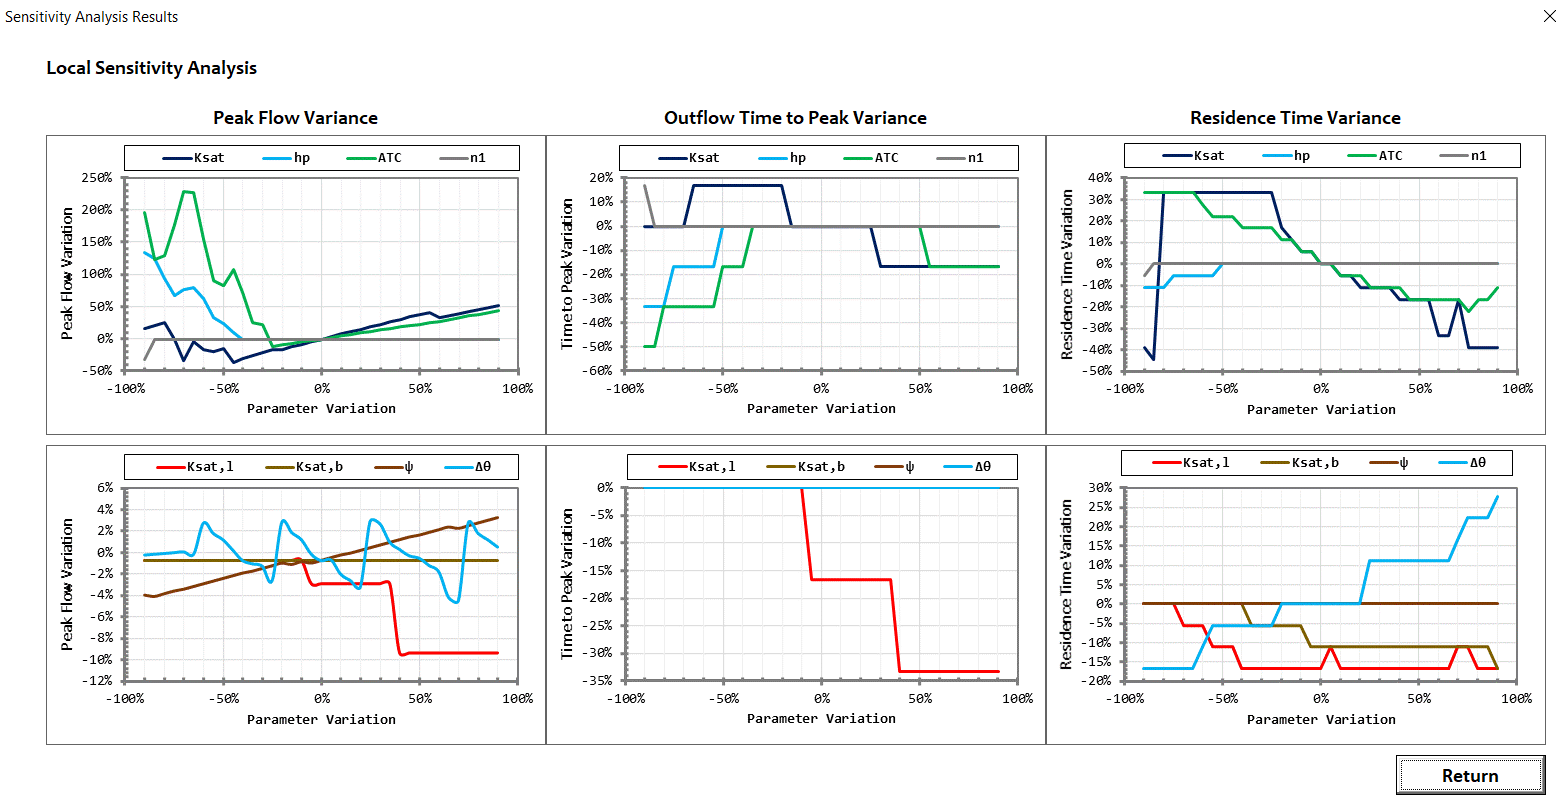 Sensitivity Analysis Results
Local Sensitivity Analysis
Peak Flow Variance
Ksat hp ATC n1
Peak Flow Variation
250%
200%
150%
100%
50%
0%
-50%
-100% -50% 0% 50% 100%
Parameter Variation
Outflow Time to Peak Variance
Ksat hp ATC n1
Time to Peak Variation
20%
10%
0%
-10%
-20%
-30%
-40%
-50%
-60%
-100% -50% 0% 50% 100%
Parameter Variation
Residence Time Variance
Ksat hp ATC n1
Residence Time Variation
40%
30%
20%
10%
0%
-10%
-20%
-30%
-40%
-50%
-100% -50% 0% 50% 100%
Parameter Variation
Ksat,l Ksat,b ψ Δθ
Peak Flow Variation
6%
4%
2%
0%
-2%
-4%
-6%
-8%
-10%
-12%
-100% -50% 0% 50% 100%
Parameter Variation
Ksat,l Ksat,b ψ Δθ
Time to Peak Variation
0%
-5%
-10%
-15%
-20%
-25%
-30%
-35%
-100% -50% 0% 50% 100%
Parameter Variation
Ksat,l Ksat,b ψ Δθ
Residence Time Variation
30%
25%
20%
15%
10%
5%
0%
-5%
-10%
-15%
-20%
-100% -50% 0% 50% 100%
Parameter Variation
Return